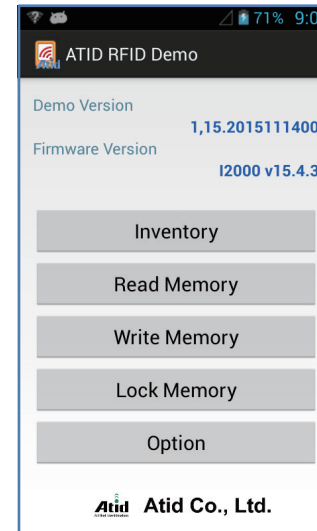 71% 9:0
ATID RFID Demo
Demo Version
1,15.2015111400
Firmware Version
I2000 v15.4.3
Inventory
Read Memory
Write Memory
Lock Memory
Option
Atid Atid Co., Ltd.